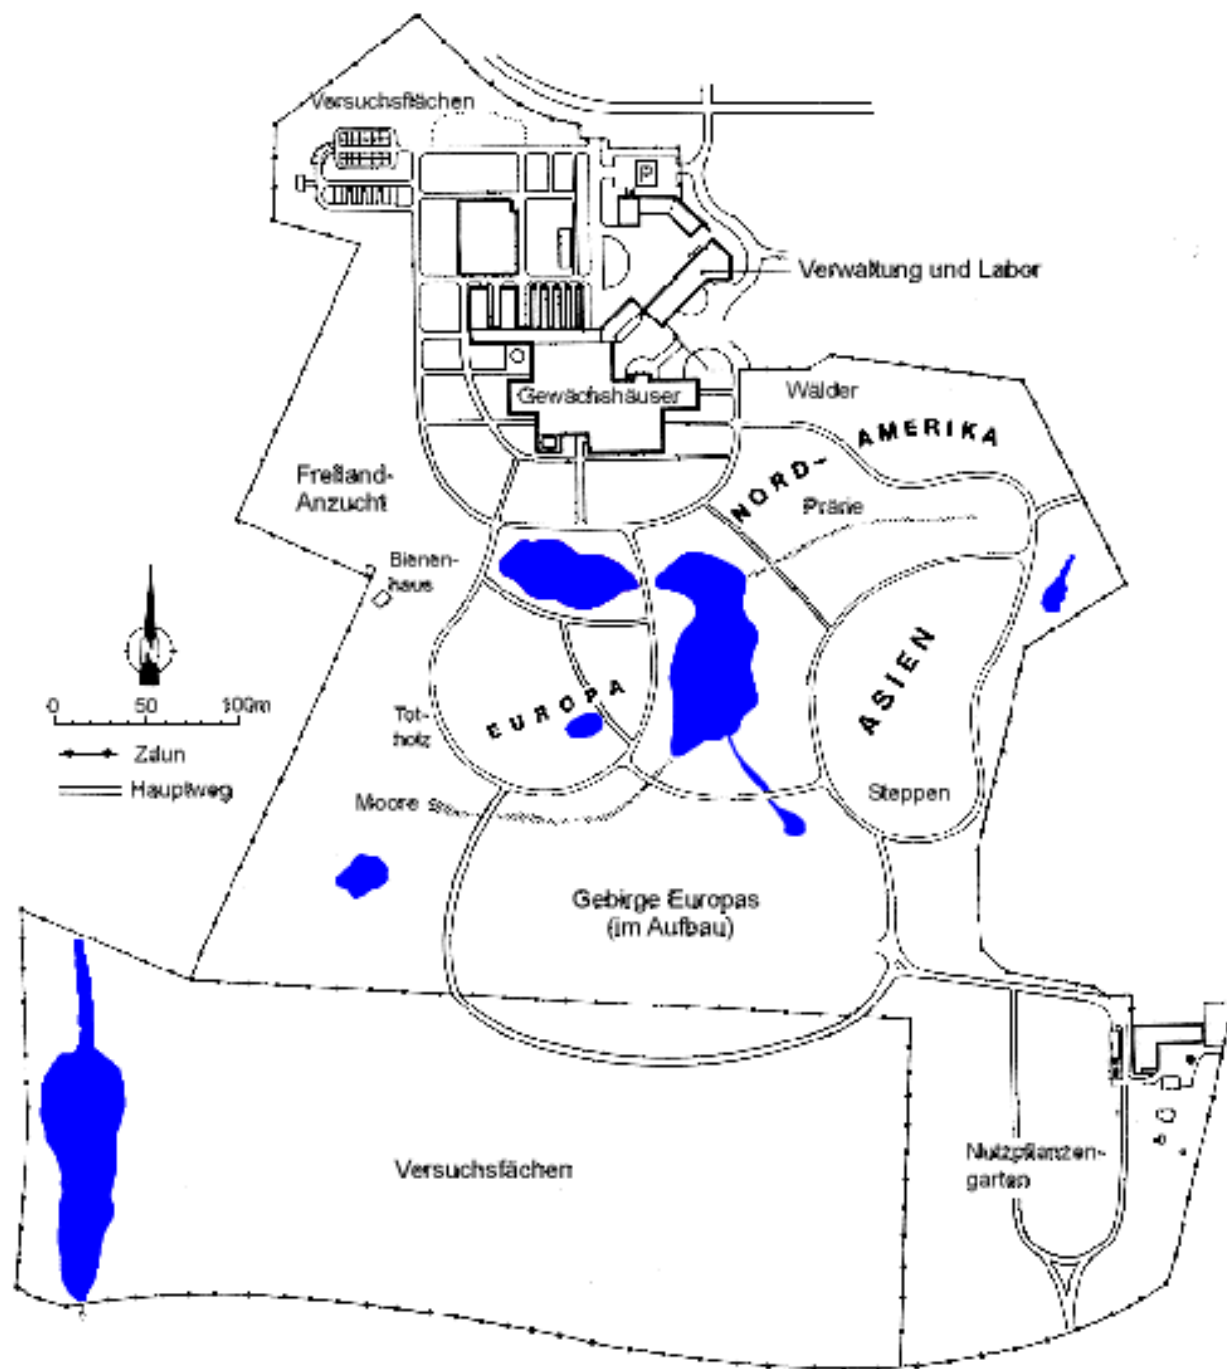 Versuchsflächen
P
Verwaltung und Labor
Gewächshäuser
Wälder
NORD-AMERIKA
Freiland-
Anzucht
Prärie
Bienen-
haus
ASIEN
EUROPA
0 50 100m
Tot-
holz
Zaun
Hauptweg
Moore
Steppen
Gebirge Europas
(im Aufbau)
Versuchsfächen
Nutzpflanzen-
garten